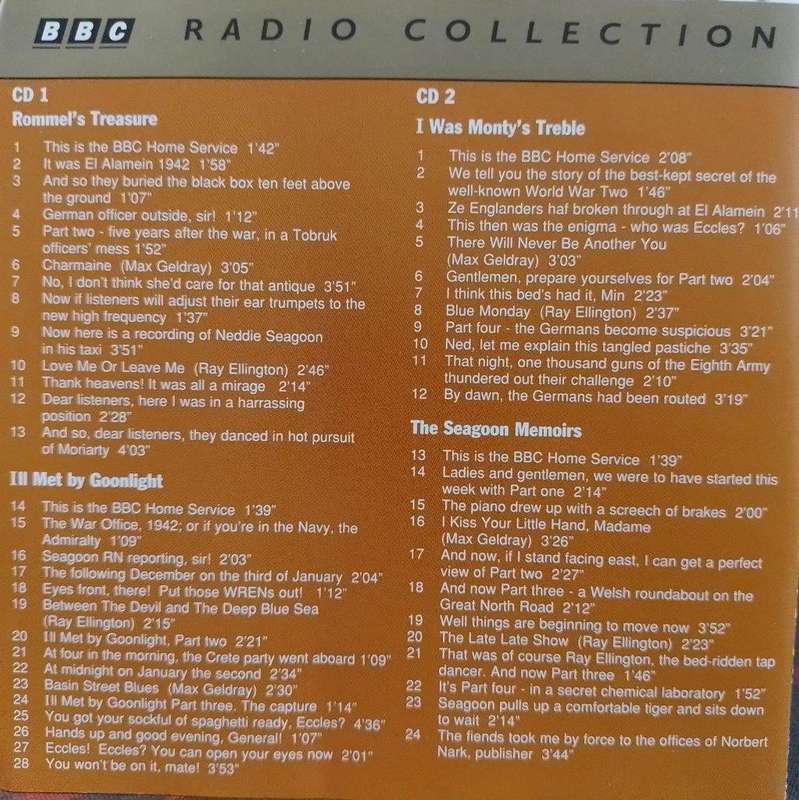 BBC RADIO COLLECTION
CD 1
Rommel's Treasure
1 This is the BBC Home Service 1'42"
2 It was El Alamein 1942 1'58"
3 And so they buried the black box ten feet above
the ground 1'07"
4 German officer outside, sir! 1'12"
5 Part two - five years after the war, in a Tobruk
officers' mess 1'52"
6 Charmaine (Max Geldray) 3'05"
7 No, I don't think she'd care for that antique 3'51"
8 Now if listeners will adjust their ear trumpets to the
new high frequency 1'37"
9 Now here is a recording of Neddie Seagoon
in his taxi 3'51"
10 Love Me Or Leave Me (Ray Ellington) 2'46"
11 Thank heavens! It was all a mirage 2'14"
12 Dear listeners, here I was in a harrassing
position 2'28"
13 And so, dear listeners, they danced in hot pursuit
of Moriarty 4'03"
Ill Met by Goonlight
14 This is the BBC Home Service 1'39"
15 The War Office, 1942; or if you're in the Navy, the
Admiralty 1'09"
16 Seagoon RN reporting, sir! 2'03"
17 The following December on the third of January 2'04"
18 Eyes front, there! Put those WRENs out! 1'12"
19 Between The Devil and The Deep Blue Sea
(Ray Ellington) 2'15"
20 Ill Met by Goonlight, Part two 2'21"
21 At four in the morning, the Crete party went aboard 1'09"
22 At midnight on January the second 2'34"
23 Basin Street Blues (Max Geldray) 2'30"
24 Ill Met by Goonlight Part three. The capture 1'14"
25 You got your sockful of spaghetti ready, Eccles? 4'36"
26 Hands up and good evening, General! 1'07"
27 Eccles! Eccles? You can open your eyes now 2'01"
28 You won't be on it, mate! 3'53"
CD 2
I Was Monty's Treble
1 This is the BBC Home Service 2'08"
2 We tell you the story of the best-kept secret of the
well-known World War Two 1'46"
3 Ze Englanders haf broken through at El Alamein 2'11
4 This then was the enigma - who was Eccles? 1'06"
5 There Will Never Be Another You
(Max Geldray) 3'03"
6 Gentlemen, prepare yourselves for Part two 2'04"
7 I think this bed's had it, Min 2'23"
8 Blue Monday (Ray Ellington) 2'37"
9 Part four - the Germans become suspicious 3'21"
10 Ned, let me explain this tangled pastiche 3'35"
11 That night, one thousand guns of the Eighth Army
thundered out their challenge 2'10"
12 By dawn, the Germans had been routed 3'19"
The Seagoon Memoirs
13 This is the BBC Home Service 1'39"
14 Ladies and gentlemen, we were to have started this
week with Part one 2'14"
15 The piano drew up with a screech of brakes 2'00"
16 I Kiss Your Little Hand, Madame
(Max Geldray) 3'26"
17 And now, if I stand facing east, I can get a perfect
view of Part two 2'27"
18 And now Part three - a Welsh roundabout on the
Great North Road 2'12"
19 Well things are beginning to move now 3'52"
20 The Late Late Show (Ray Ellington) 2'23"
21 That was of course Ray Ellington, the bed-ridden tap
dancer. And now Part three 1'46"
22 It's Part four - in a secret chemical laboratory 1'52"
23 Seagoon pulls up a comfortable tiger and sits down
to wait 2'14"
24 The fiends took me by force to the offices of Norbert
Nark, publisher 3'44"